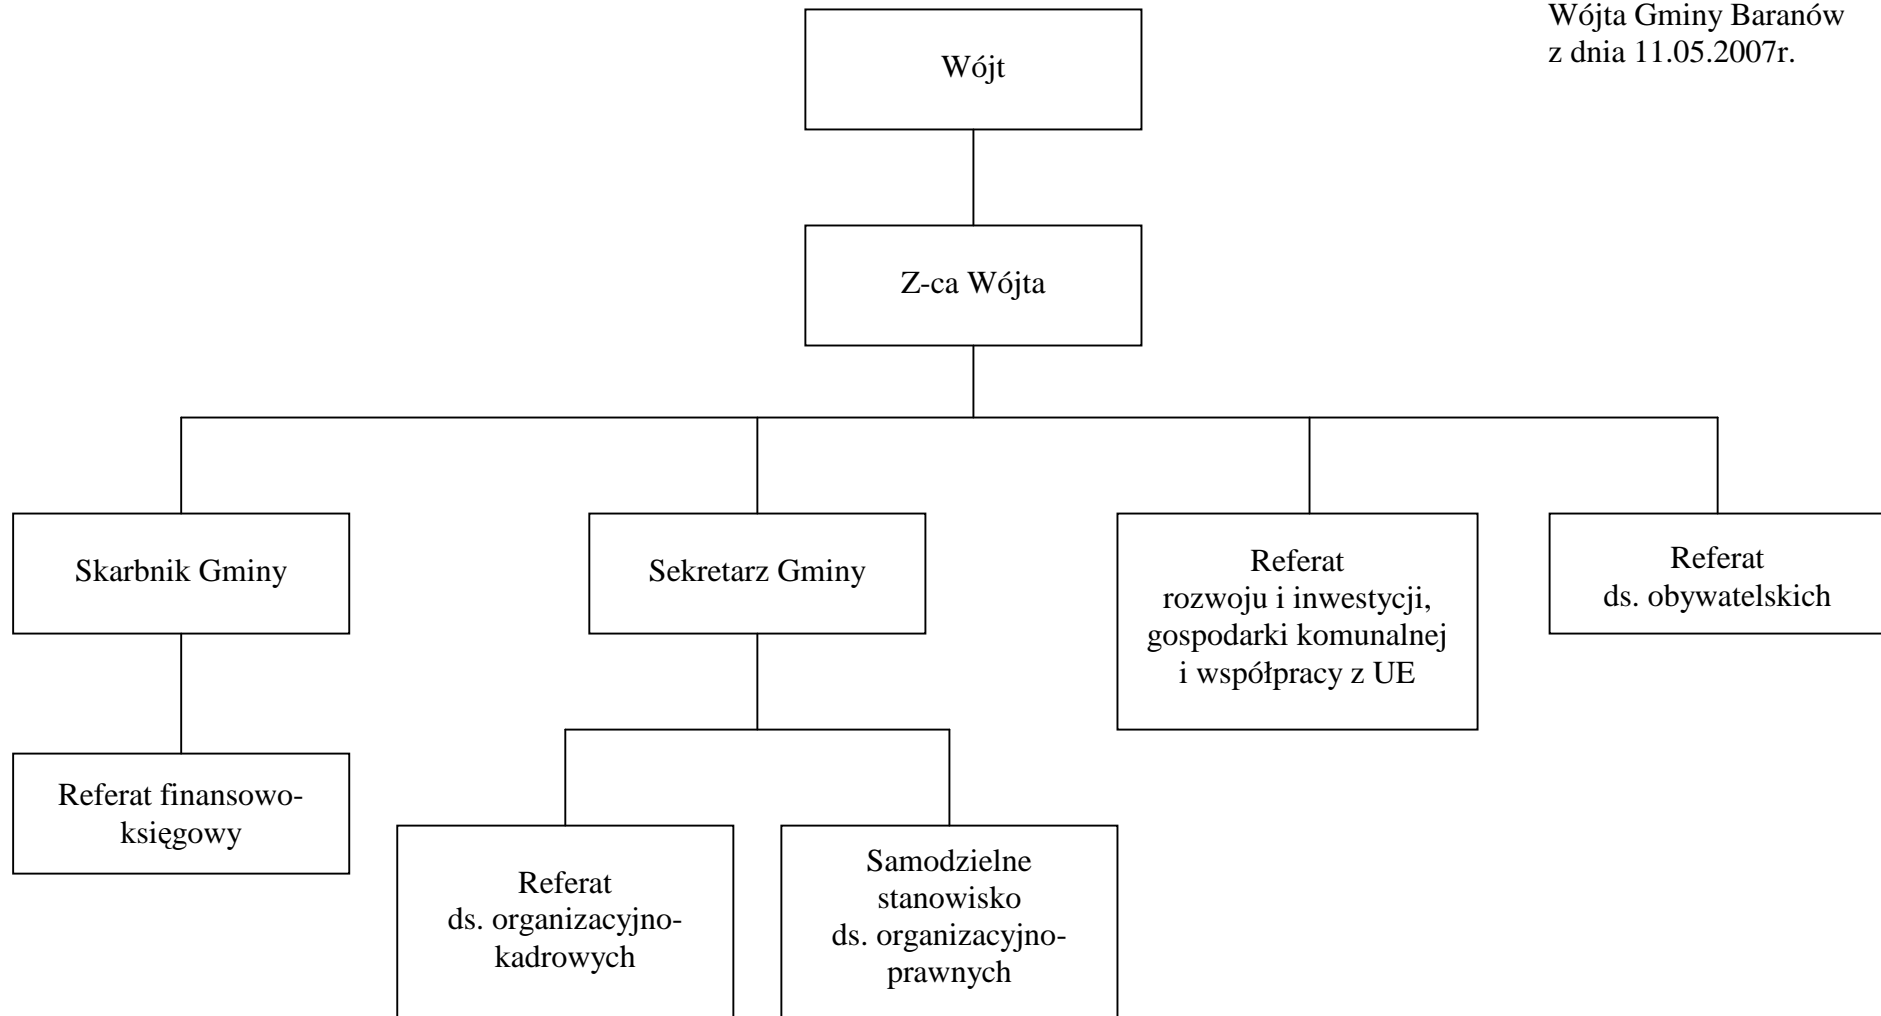 Wójta Gminy Baranów
z dnia 11.05.2007r.
Wójt
Z-ca Wójta
Skarbnik Gminy
Sekretarz Gminy
Referat
rozwoju i inwestycji,
gospodarki komunalnej
i współpracy z UE
Referat
ds. obywatelskich
Referat finansowo-
księgowy
Referat
ds. organizacyjno-
kadrowych
Samodzielne
stanowisko
ds. organizacyjno-
prawnych